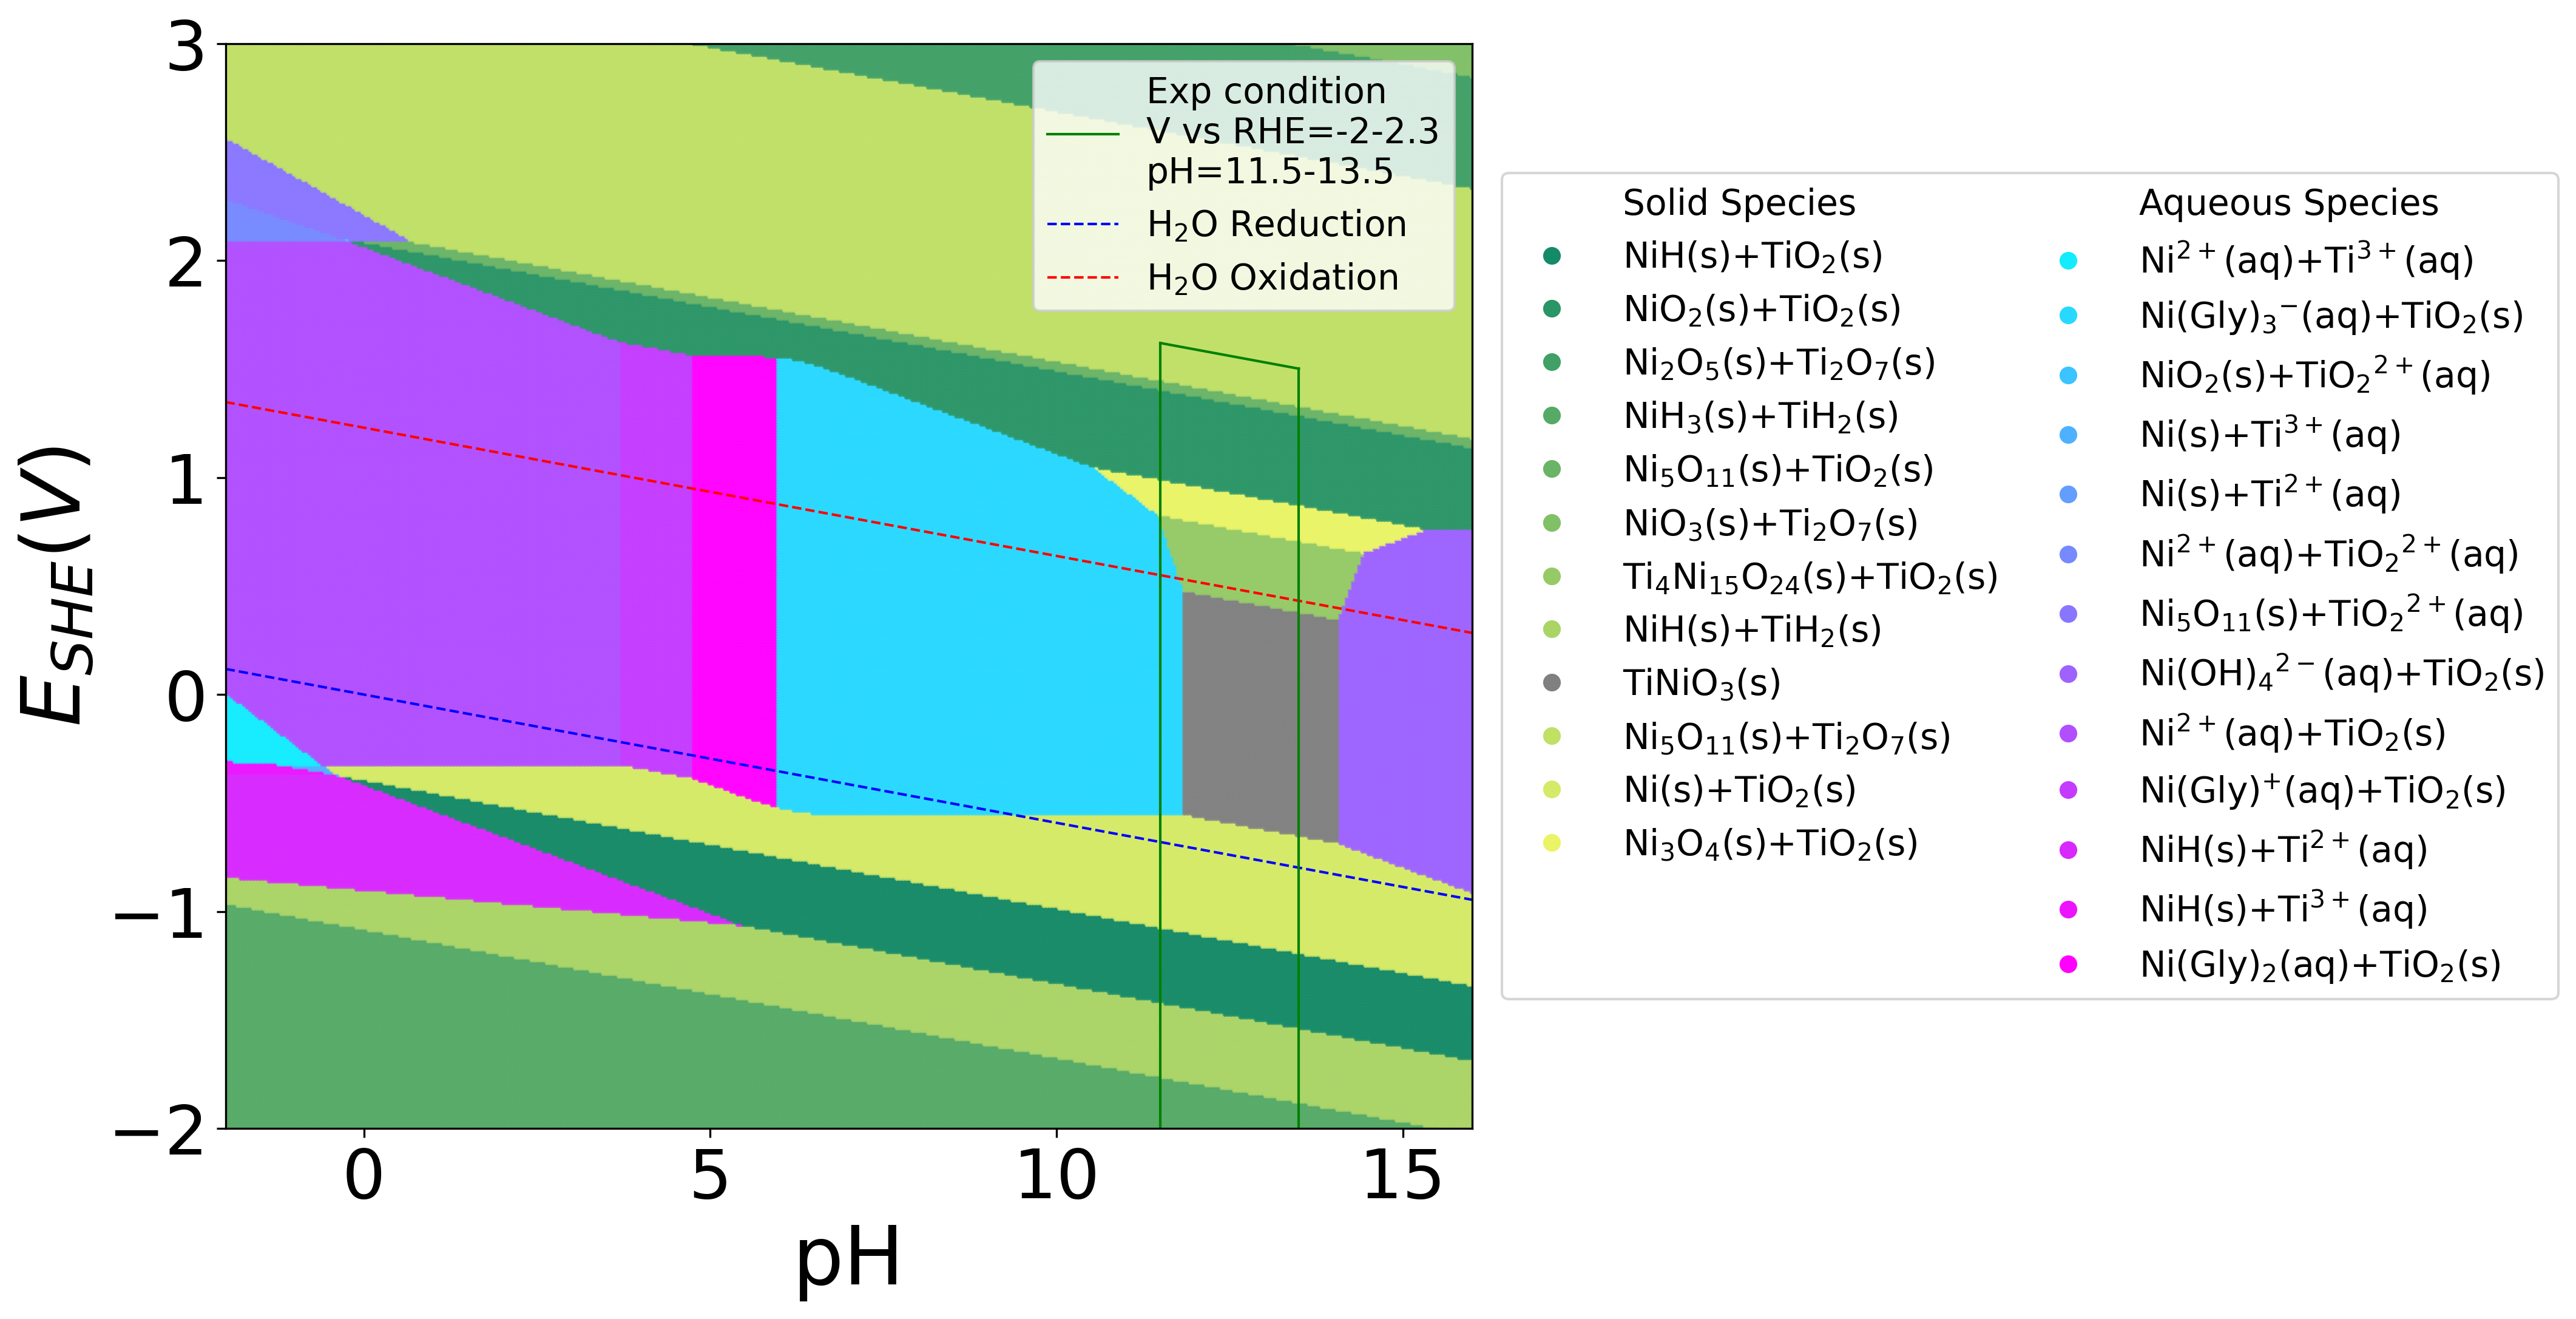 3
2
1
0
−1
−2
E_SHE(V)
0 5 10 15
pH
Exp condition
V vs RHE=-2-2.3
pH=11.5-13.5
H₂O Reduction
H₂O Oxidation
Solid Species
NiH(s)+TiO₂(s)
NiO₂(s)+TiO₂(s)
Ni₂O₅(s)+Ti₂O₇(s)
NiH₃(s)+TiH₂(s)
Ni₅O₁₁(s)+TiO₂(s)
NiO₃(s)+Ti₂O₇(s)
Ti₄Ni₁₅O₂₄(s)+TiO₂(s)
NiH(s)+TiH₂(s)
TiNiO₃(s)
Ni₅O₁₁(s)+Ti₂O₇(s)
Ni(s)+TiO₂(s)
Ni₃O₄(s)+TiO₂(s)
Aqueous Species
Ni²⁺(aq)+Ti³⁺(aq)
Ni(Gly)₃⁻(aq)+TiO₂(s)
NiO₂(s)+TiO₂²⁺(aq)
Ni(s)+Ti³⁺(aq)
Ni(s)+Ti²⁺(aq)
Ni²⁺(aq)+TiO₂²⁺(aq)
Ni₅O₁₁(s)+TiO₂²⁺(aq)
Ni(OH)₄²⁻(aq)+TiO₂(s)
Ni²⁺(aq)+TiO₂(s)
Ni(Gly)⁺(aq)+TiO₂(s)
NiH(s)+Ti²⁺(aq)
NiH(s)+Ti³⁺(aq)
Ni(Gly)₂(aq)+TiO₂(s)